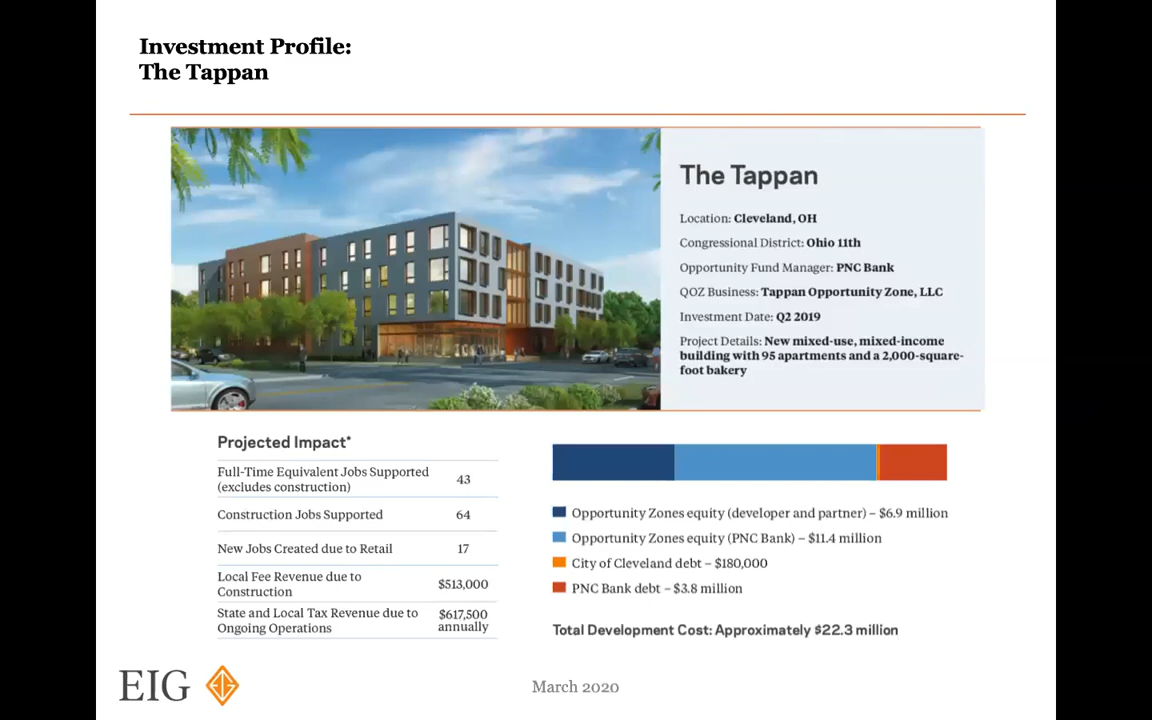 Investment Profile:
The Tappan
The Tappan
Location: Cleveland, OH
Congressional District: Ohio 11th
Opportunity Fund Manager: PNC Bank
QOZ Business: Tappan Opportunity Zone, LLC
Investment Date: Q2 2019
Project Details: New mixed-use, mixed-income
building with 95 apartments and a 2,000-square-
foot bakery
Projected Impact*
Full-Time Equivalent Jobs Supported
(excludes construction)
43
Construction Jobs Supported
64
New Jobs Created due to Retail
17
Local Fee Revenue due to
Construction
$513,000
State and Local Tax Revenue due to
Ongoing Operations
$617,500
annually
Opportunity Zones equity (developer and partner) – $6.9 million
Opportunity Zones equity (PNC Bank) – $11.4 million
City of Cleveland debt – $180,000
PNC Bank debt – $3.8 million
Total Development Cost: Approximately $22.3 million
EIG
EIG
March 2020